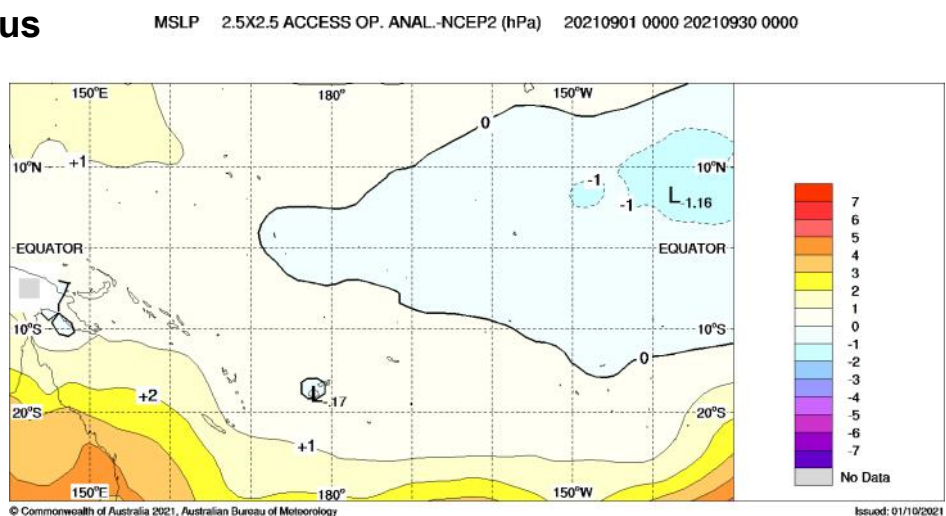 us
MSLP 2.5X2.5 ACCESS OP. ANAL.-NCEP2 (hPa) 20210901 0000 20210930 0000
150°E 180° 150°W
0
10°N +1 -1 10°N
L-1.16
-1
EQUATOR EQUATOR
10°S 10°S
0
+2 L-.17
20°S 20°S
+1
150°E 180° 150°W
7
6
5
4
3
2
1
0
-1
-2
-3
-4
-5
-6
-7
No Data
© Commonwealth of Australia 2021, Australian Bureau of Meteorology Issued: 01/10/2021